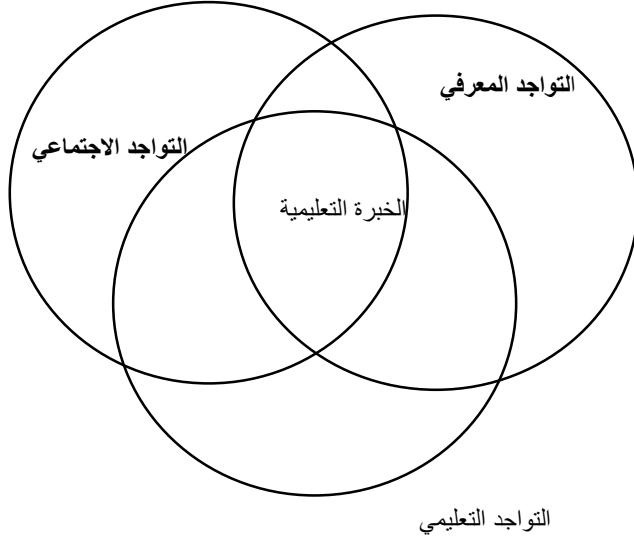 التواجد المعرفي
التواجد الاجتماعي
الخبرة التعليمية
التواجد التعليمي